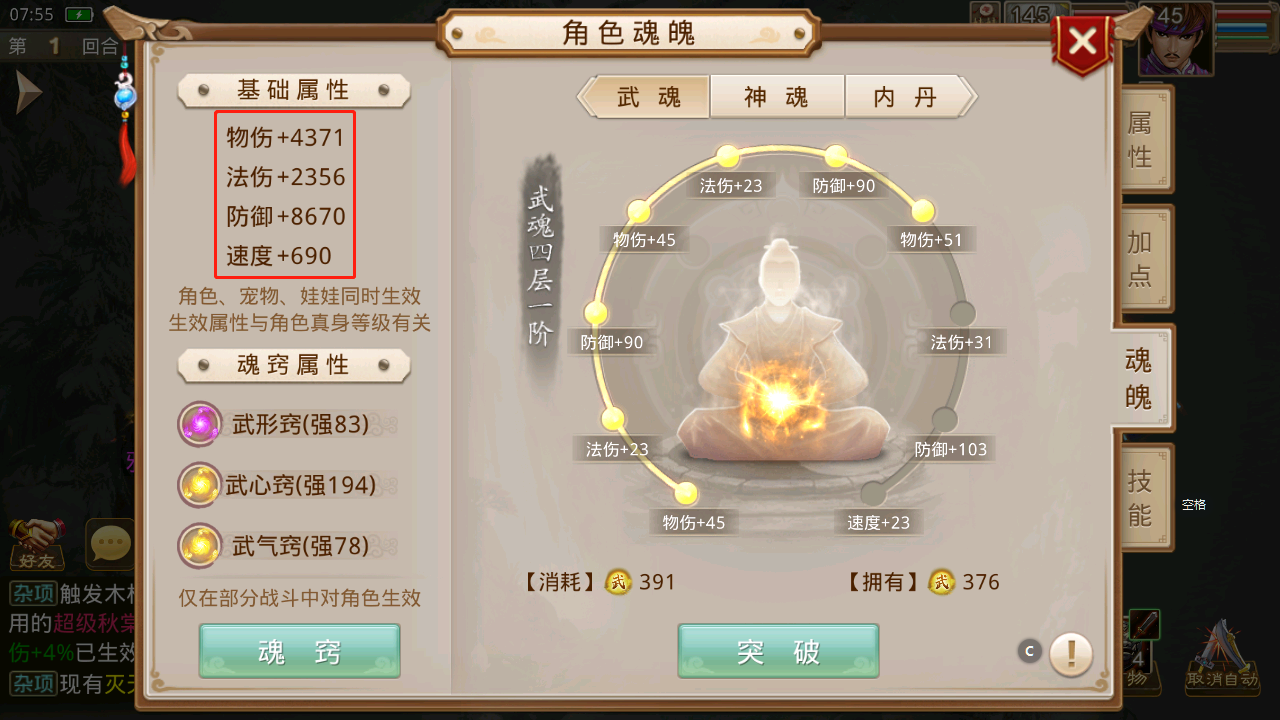 07:55
第 1 回合
角色魂魄
145
45
基础属性
物伤+4371
法伤+2356
防御+8670
速度+690
角色、宠物、娃娃同时生效
生效属性与角色真身等级有关
魂窍属性
武形窍(强83)
武心窍(强194)
武气窍(强78)
仅在部分战斗中对角色生效
魂窍
武魂
神魂
内丹
武魂四层一阶
法伤+23
防御+90
物伤+45
物伤+51
防御+90
法伤+31
法伤+23
防御+103
物伤+45
速度+23
【消耗】武 391
【拥有】武 376
突破
C
属性
加点
魂魄
技能
空格
好友
杂项 触发木
用的超级秋棠
伤+4%已生效
杂项 现有灭
4
物
取消自动